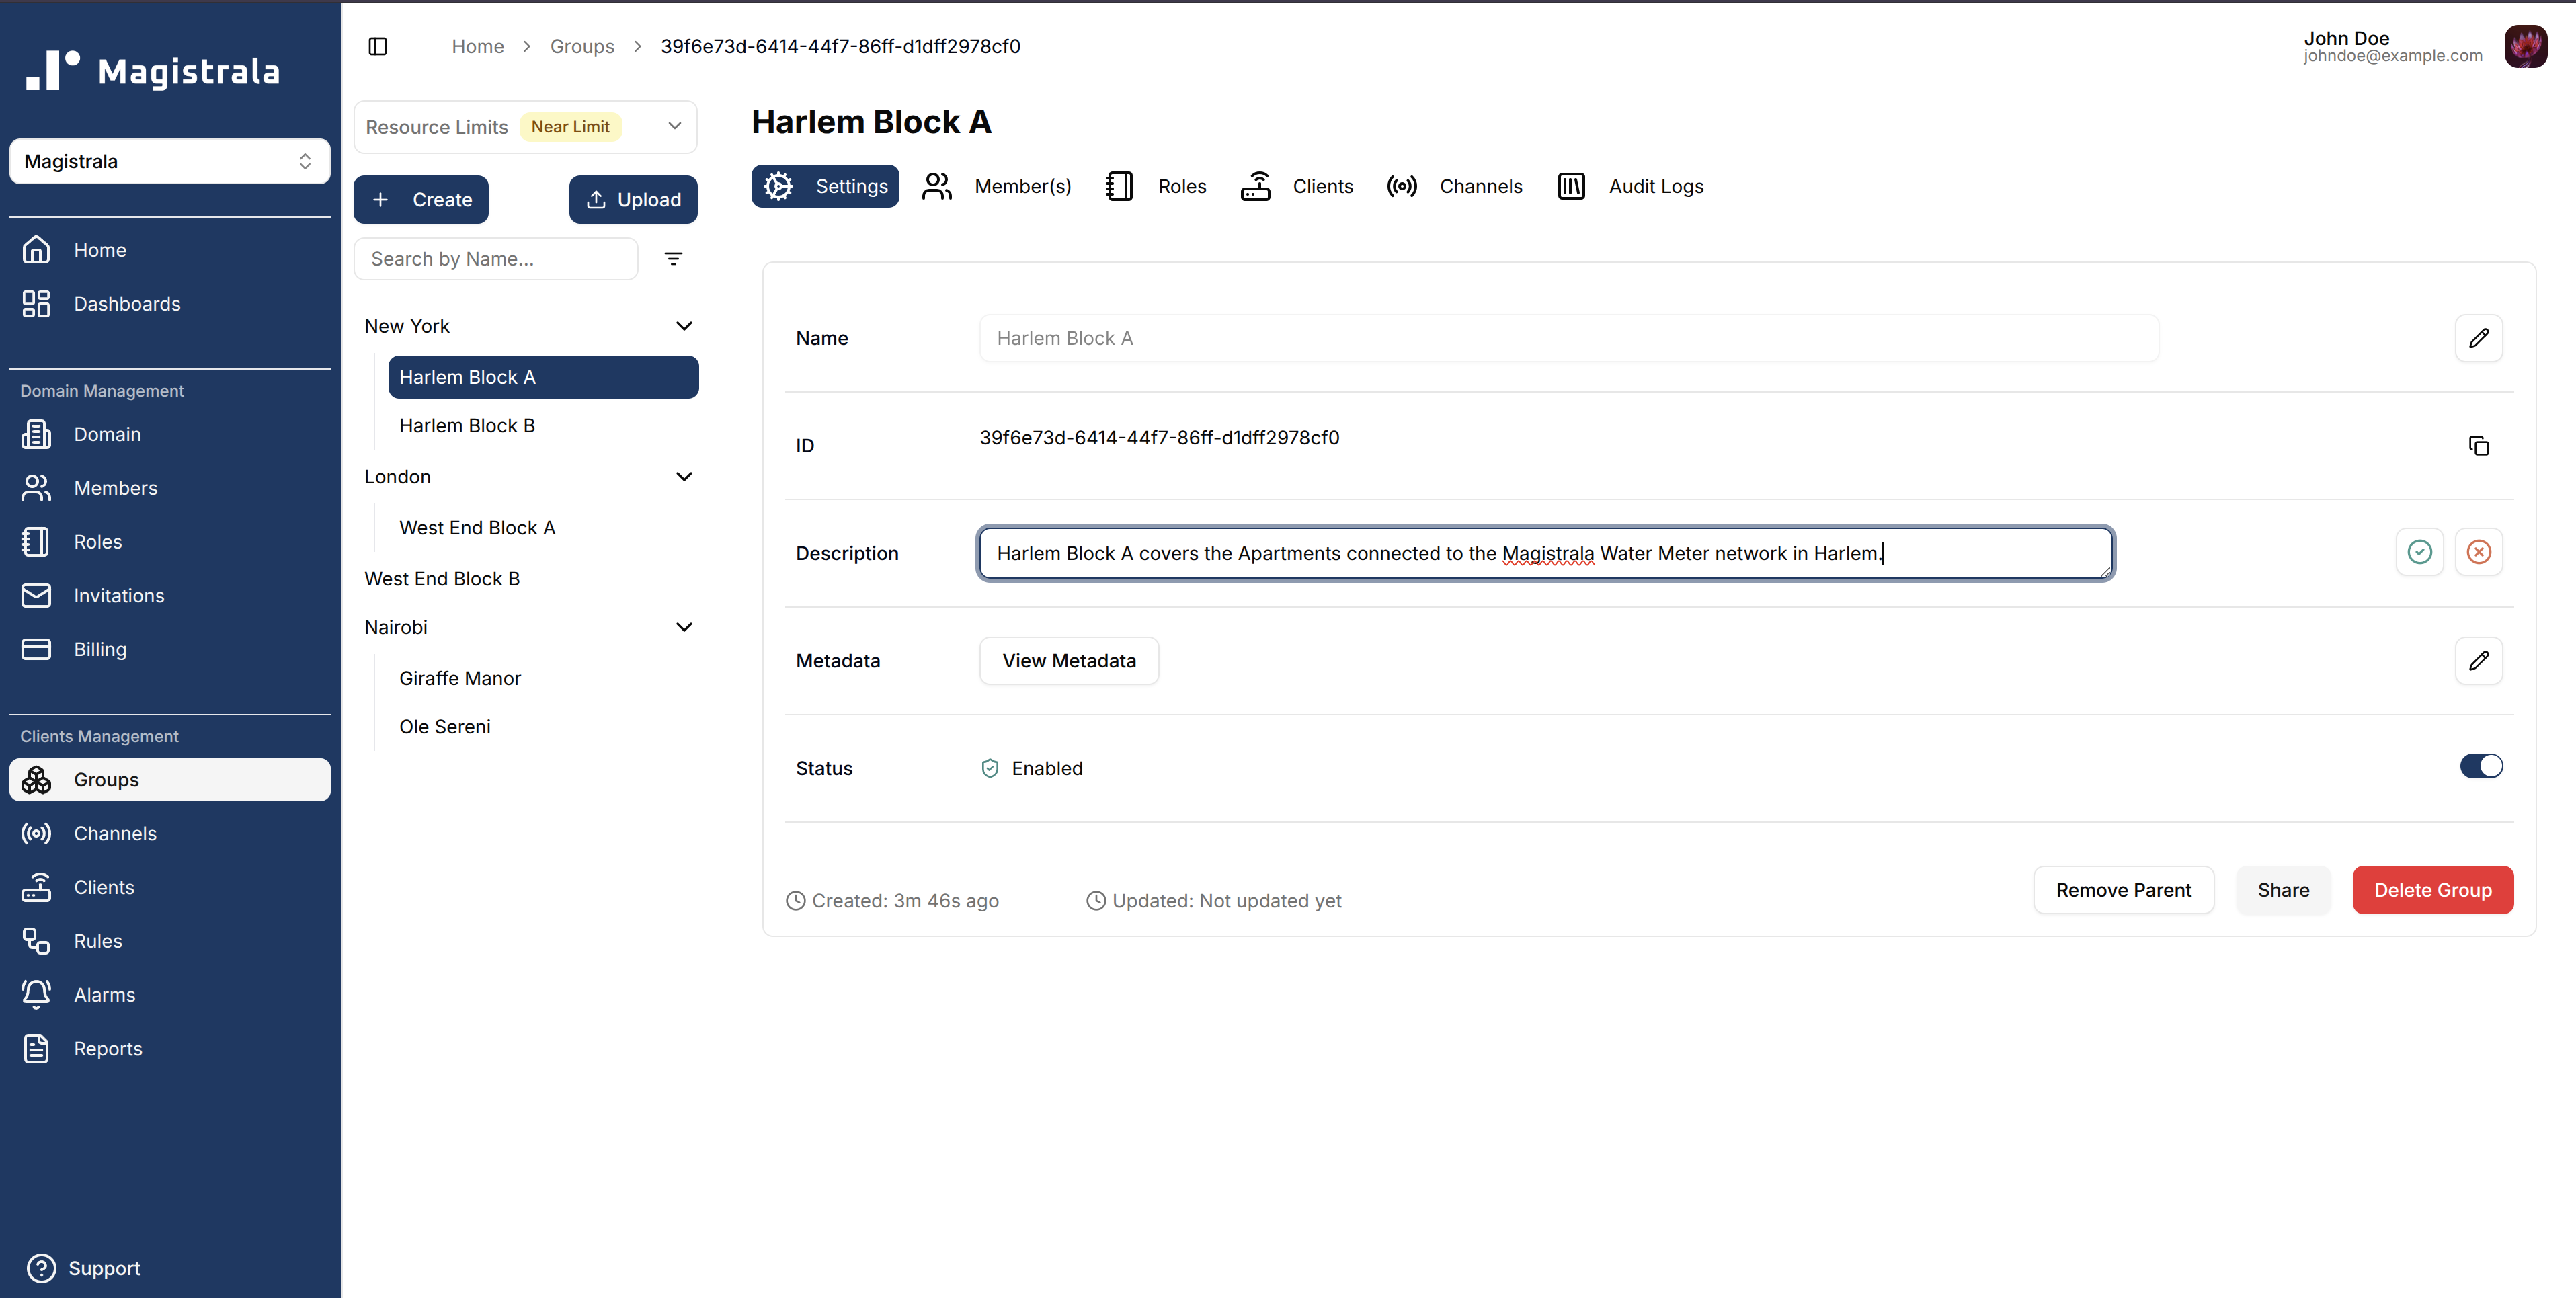 Magistrala
Magistrala
Home
Dashboards
Domain Management
Domain
Members
Roles
Invitations
Billing
Clients Management
Groups
Channels
Clients
Rules
Alarms
Reports
Support
Home > Groups > 39f6e73d-6414-44f7-86ff-d1dff2978cf0
John Doe
johndoe@example.com
Resource Limits Near Limit
Create Upload
Search by Name...
New York
Harlem Block A
Harlem Block B
London
West End Block A
West End Block B
Nairobi
Giraffe Manor
Ole Sereni
Harlem Block A
Settings Member(s) Roles Clients Channels Audit Logs
Name Harlem Block A
ID 39f6e73d-6414-44f7-86ff-d1dff2978cf0
Description Harlem Block A covers the Apartments connected to the Magistrala Water Meter network in Harlem.
Metadata View Metadata
Status Enabled
Created: 3m 46s ago Updated: Not updated yet
Remove Parent Share Delete Group